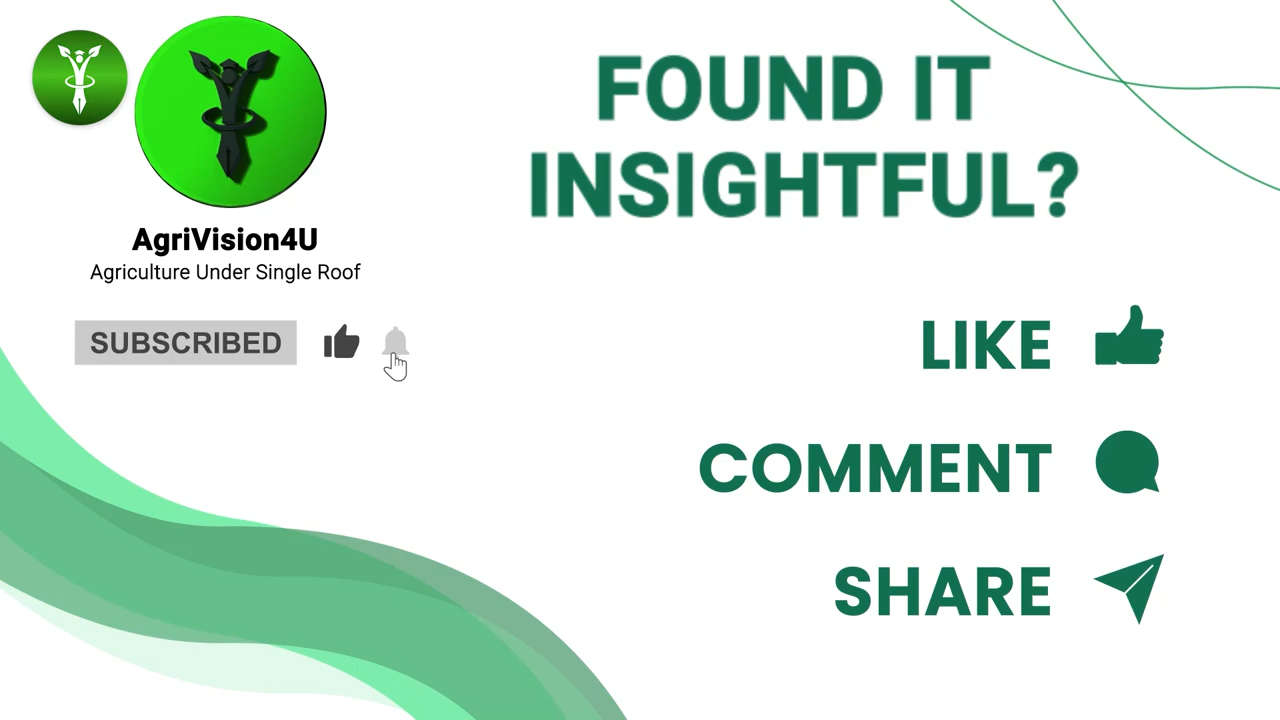 AgriVision4U
Agriculture Under Single Roof
SUBSCRIBED
FOUND IT
INSIGHTFUL?
LIKE
COMMENT
SHARE